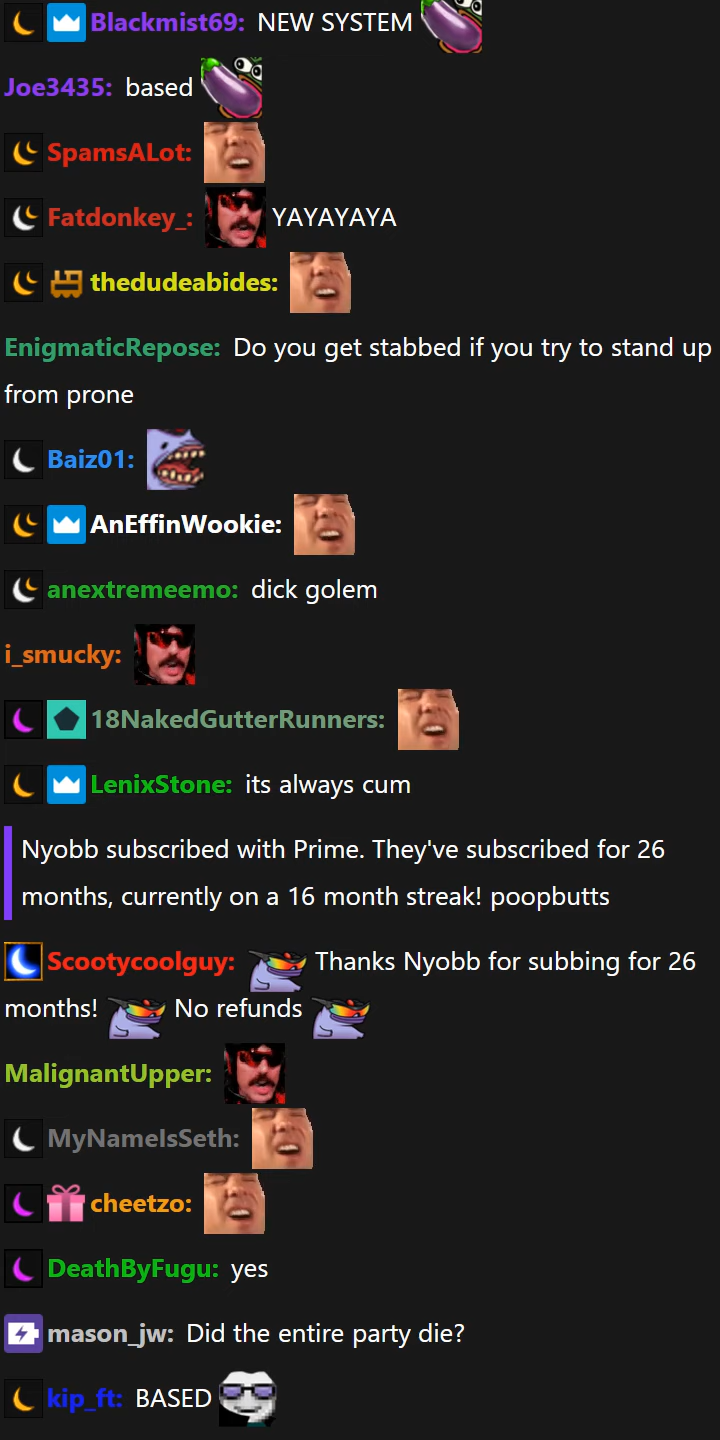 Blackmist69: NEW SYSTEM
Joe3435: based
SpamsALot:
Fatdonkey_: YAYAYAYA
thedudeabides:
EnigmaticRepose: Do you get stabbed if you try to stand up
from prone
Baiz01:
AnEffinWookie:
anextremeemo: dick golem
i_smucky:
18NakedGutterRunners:
LenixStone: its always cum
Nyobb subscribed with Prime. They've subscribed for 26
months, currently on a 16 month streak! poopbutts
Scootycoolguy: Thanks Nyobb for subbing for 26
months! No refunds
MalignantUpper:
MyNameIsSeth:
cheetzo:
DeathByFugu: yes
mason_jw: Did the entire party die?
kip_ft: BASED